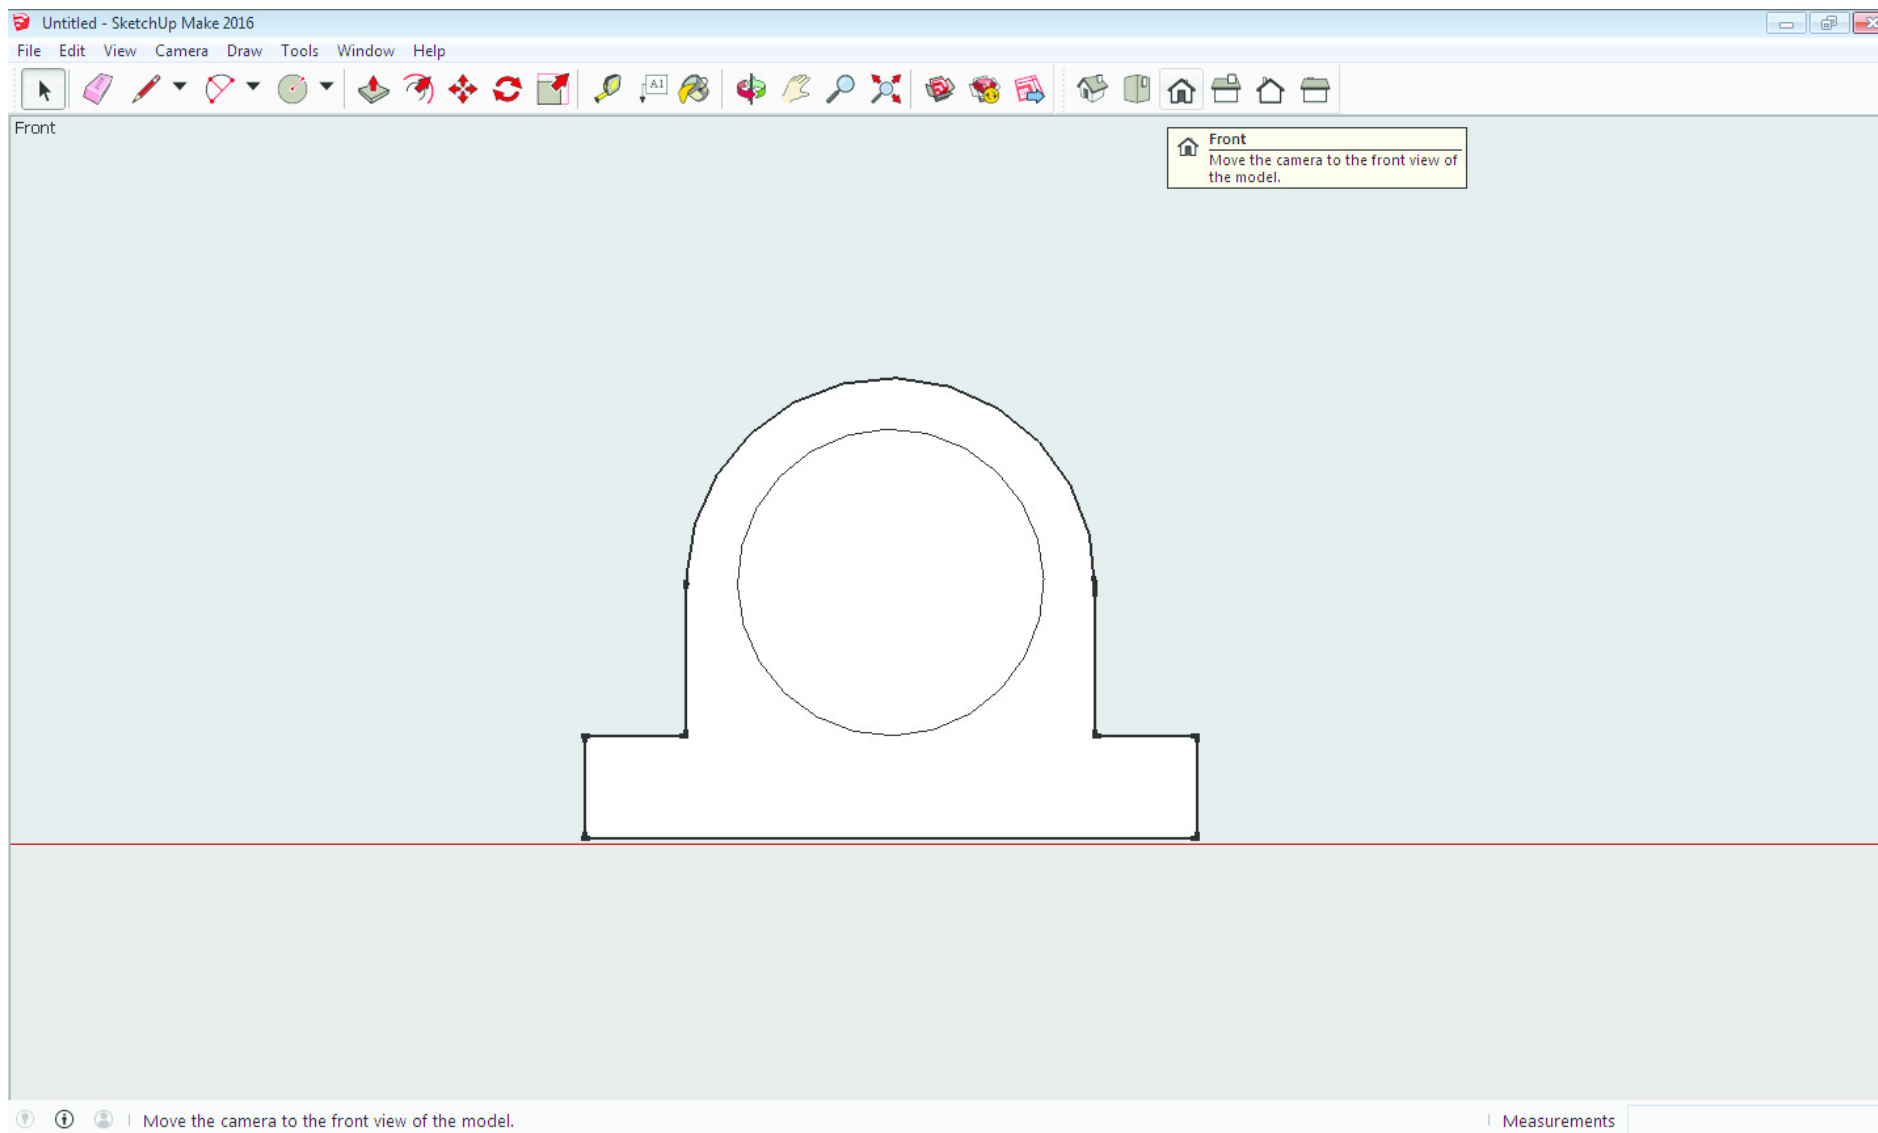 Untitled - SketchUp Make 2016
File Edit View Camera Draw Tools Window Help
A1
Front
Front
Move the camera to the front view of
the model.
Move the camera to the front view of the model.
Measurements